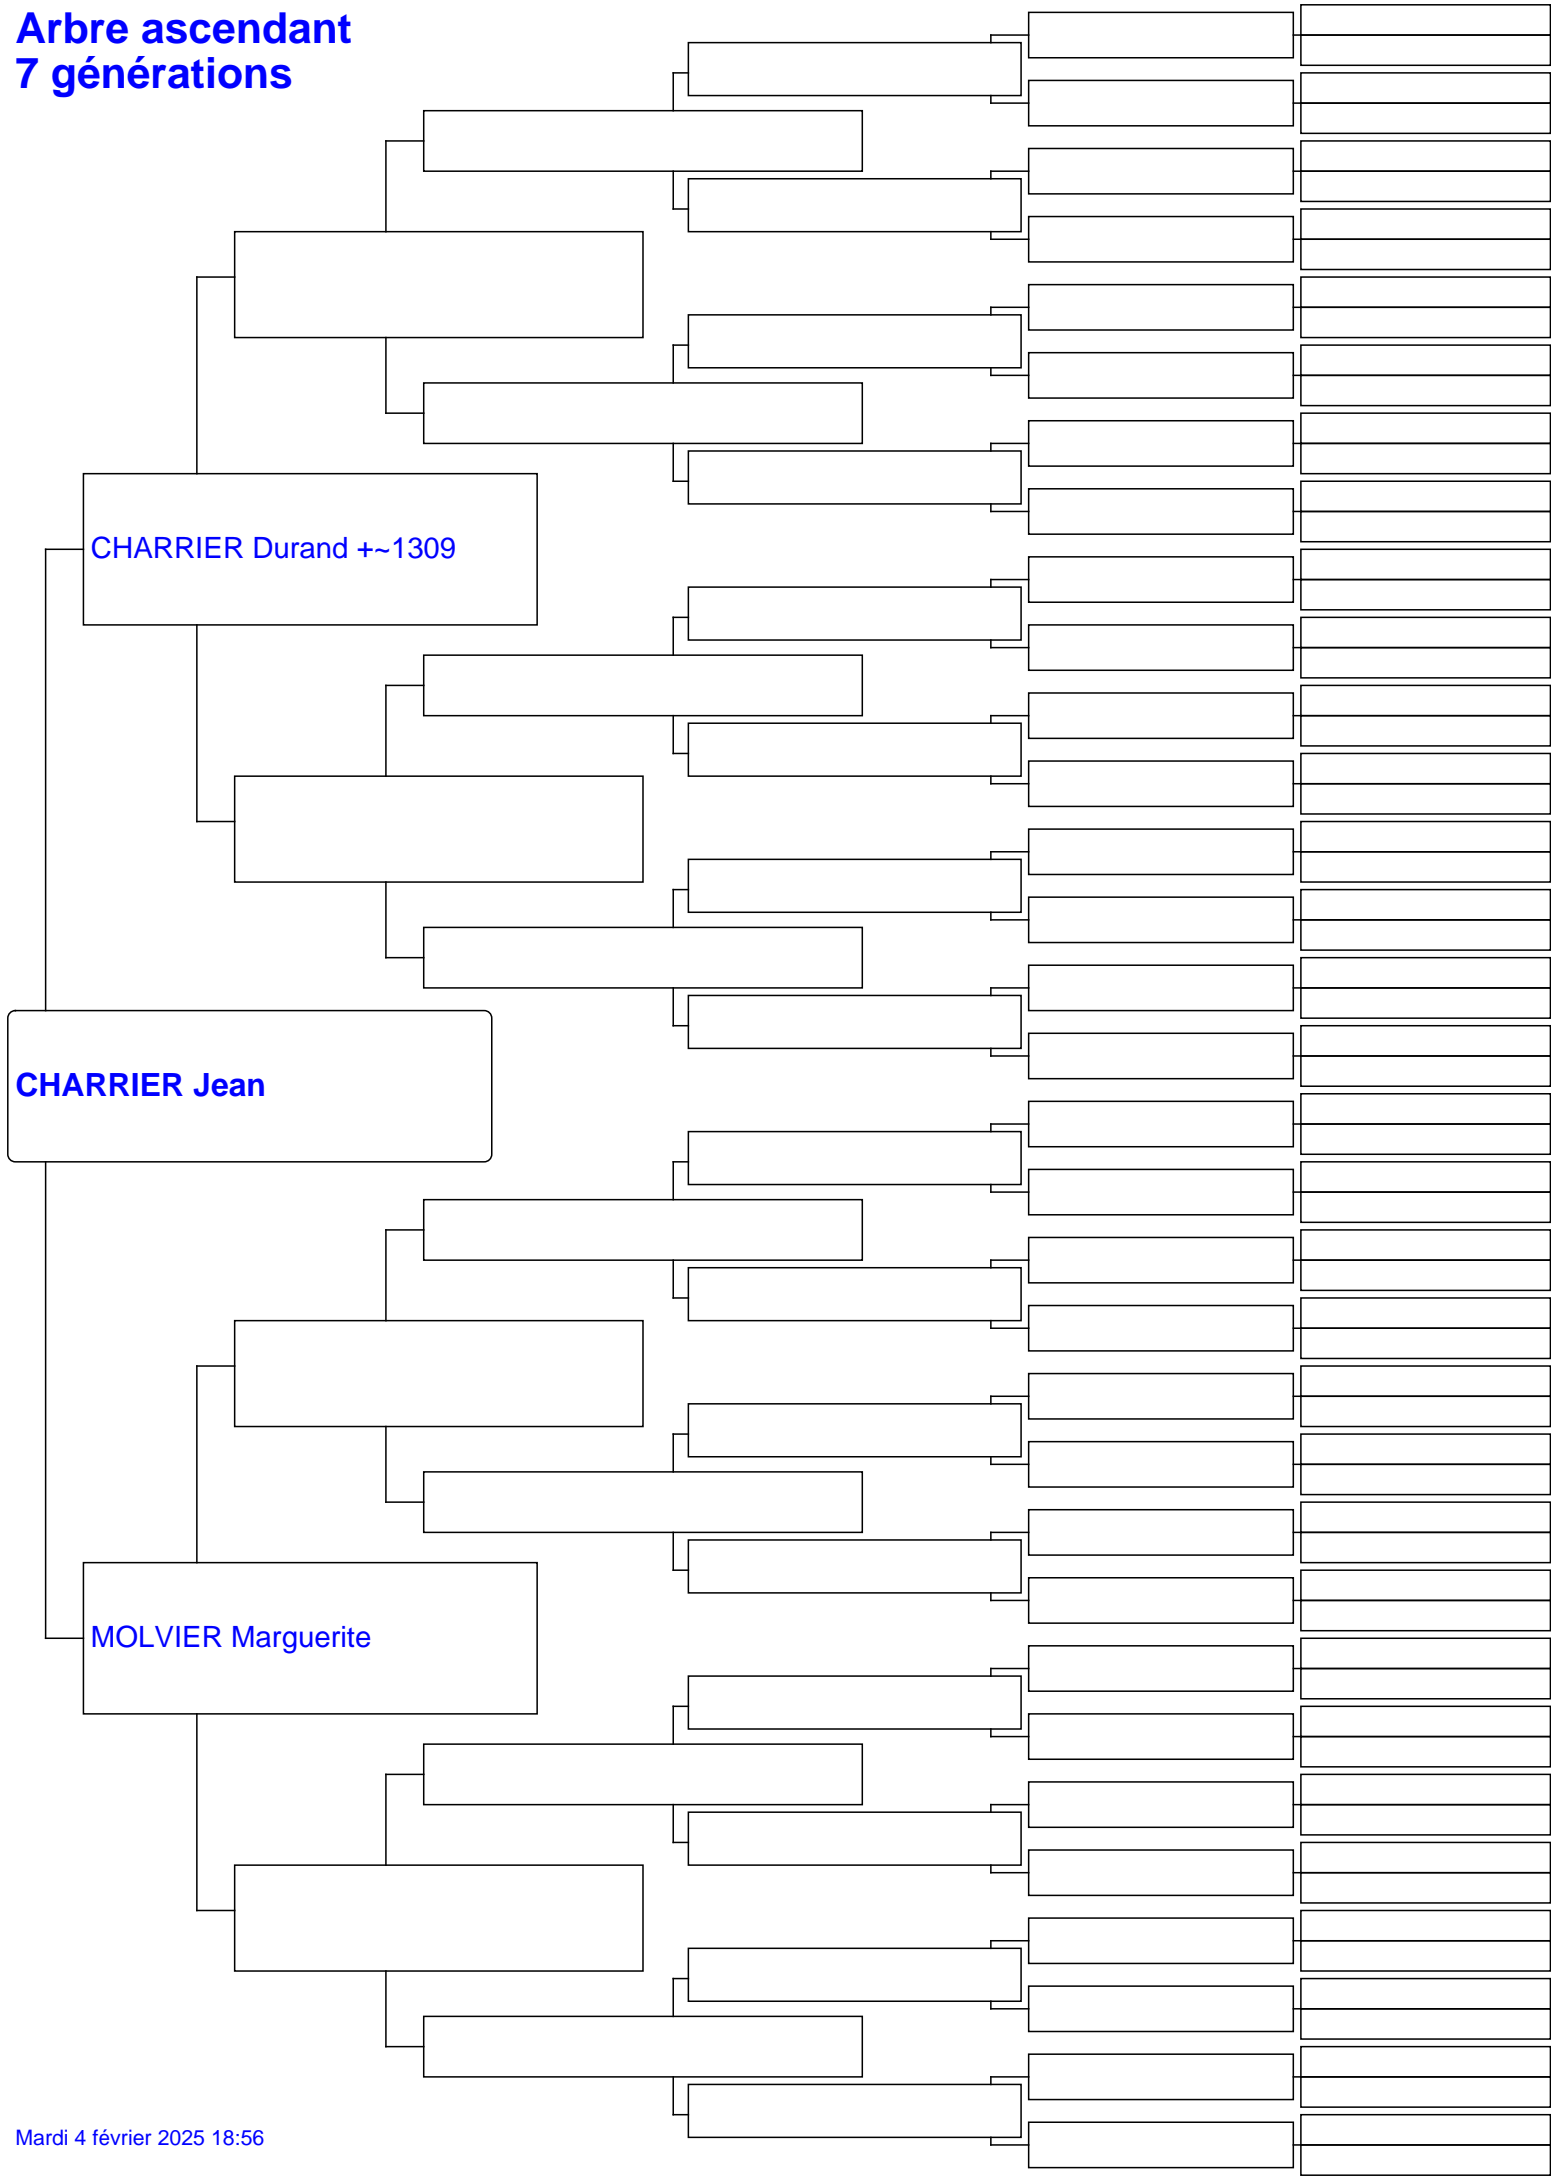 Arbre ascendant
7 générations
CHARRIER Durand +~1309
CHARRIER Jean
MOLVIER Marguerite
Mardi 4 février 2025 18:56